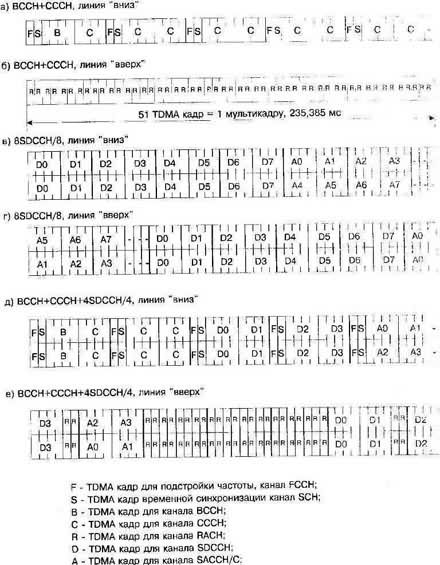 а) BCCH+CCCH, линия "вниз"
F S B C F S C C F S C C F S C C F S C C -
б) BCCH+CCCH, линия "вверх"
R R R R R R R R R R R R R R R R R R R R R R R R R R R R R R R R R R R R R R R R R R R R R R R R R R R
51 TDMA кадр = 1 мультикадру, 235,385 мс
в) 8SDCCH/8, линия "вниз"
D0 D1 D2 D3 D4 D5 D6 D7 A0 A1 A2 A3 - - -
D0 D1 D2 D3 D4 D5 D6 D7 A4 A5 A6 A7 - - -
г) 8SDCCH/8, линия "вверх"
A5 A6 A7 - - - D0 D1 D2 D3 D4 D5 D6 D7 A0
A1 A2 A3 - - - D0 D1 D2 D3 D4 D5 D6 D7 A0
д) BCCH+CCCH+4SDCCH/4, линия "вниз"
F S B C F S C C F S D0 D1 F S D2 D3 F S A0 A1 -
F S B C F S C C F S D0 D1 F S D2 D3 F S A2 A3 -
е) BCCH+CCCH+4SDCCH/4, линия "вверх"
D3 R R A2 A3 R R R R R R R R R R R R R R R R R R R R R R R D0 D1 R R D2
D3 R R A0 A1 R R R R R R R R R R R R R R R R R R R R R R R D0 D1 R R D2
F - TDMA кадр для подстройки частоты, канал FCCH;
S - TDMA кадр временной синхронизации канал SCH;
B - TDMA кадр для канала BCCH;
C - TDMA кадр для канала CCCH;
R - TDMA кадр для канала RACH;
D - TDMA кадр для канала SDCCH;
A - TDMA кадр для канала SACCH/C;